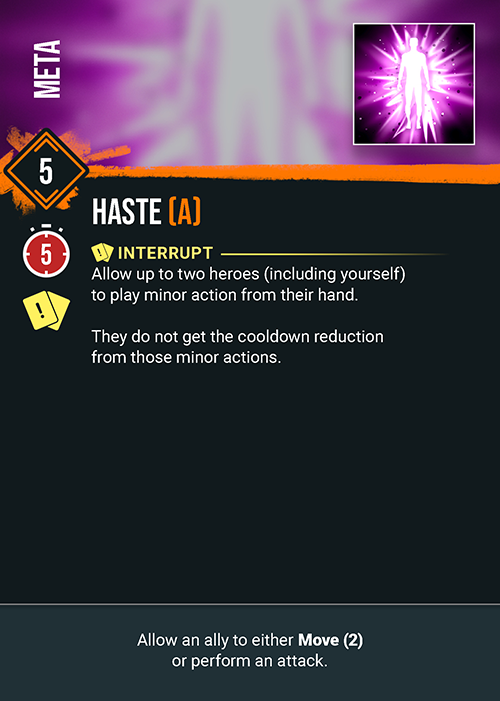 META
5
HASTE (A)
5
! INTERRUPT
!
Allow up to two heroes (including yourself)
to play minor action from their hand.
They do not get the cooldown reduction
from those minor actions.
Allow an ally to either Move (2)
or perform an attack.